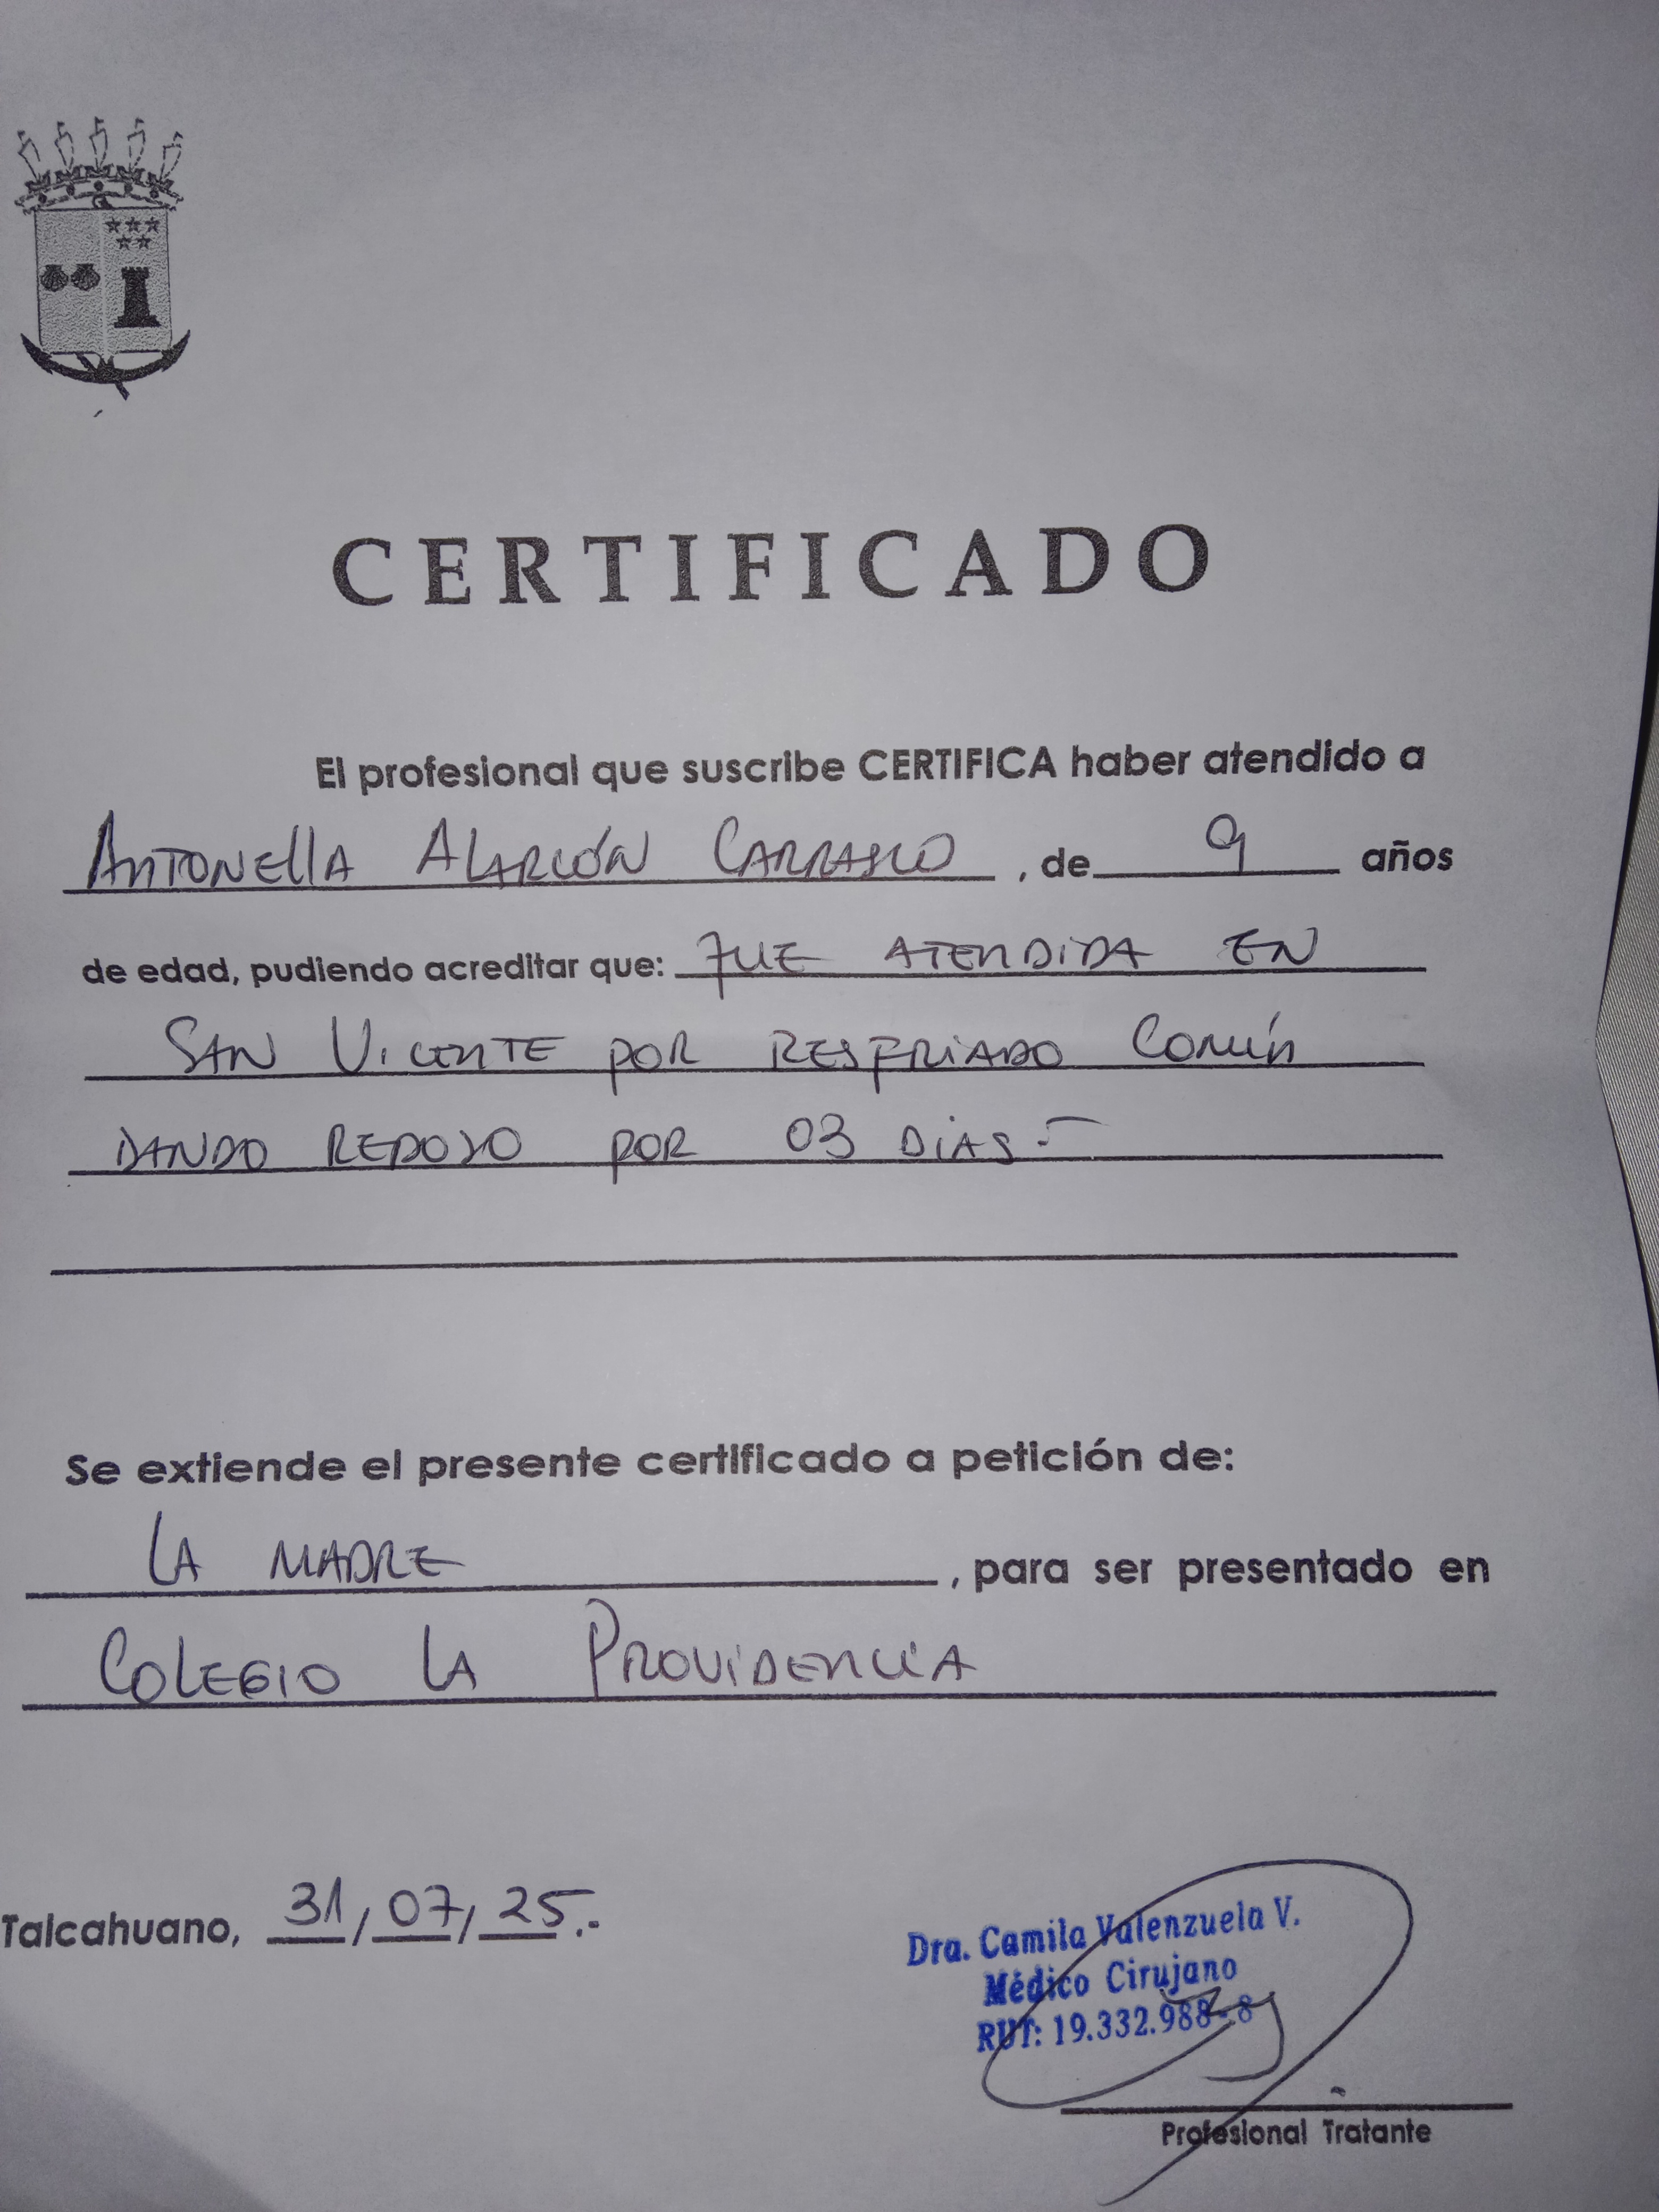 CERTIFICADO
El profesional que suscribe CERTIFICA haber atendido a
ANTONEllA ALARCÓN CARRASCO, de 9 años
de edad, pudiendo acreditar que: FUE ATENDIDA EN
SAN VICENTE POR RESFRIADO COMÚN
DANDO REPOSO POR 03 DÍAS.-
Se extiende el presente certificado a petición de:
LA MADRE, para ser presentado en
COLEGIO LA PROVIDENCIA
Talcahuano, 31/07/25.-
Dra. Camila Valenzuela V.
Médico Cirujano
RUT: 19.332.988-8
Profesional Tratante